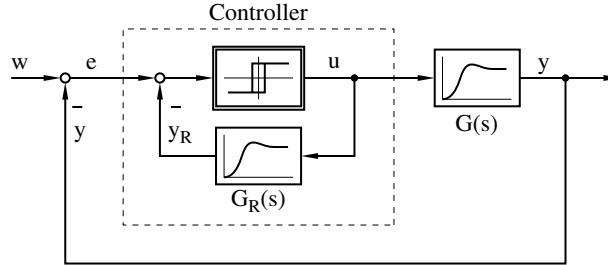 Controller
w
e
u
y
–
y
–
y_R
G(s)
G_R(s)